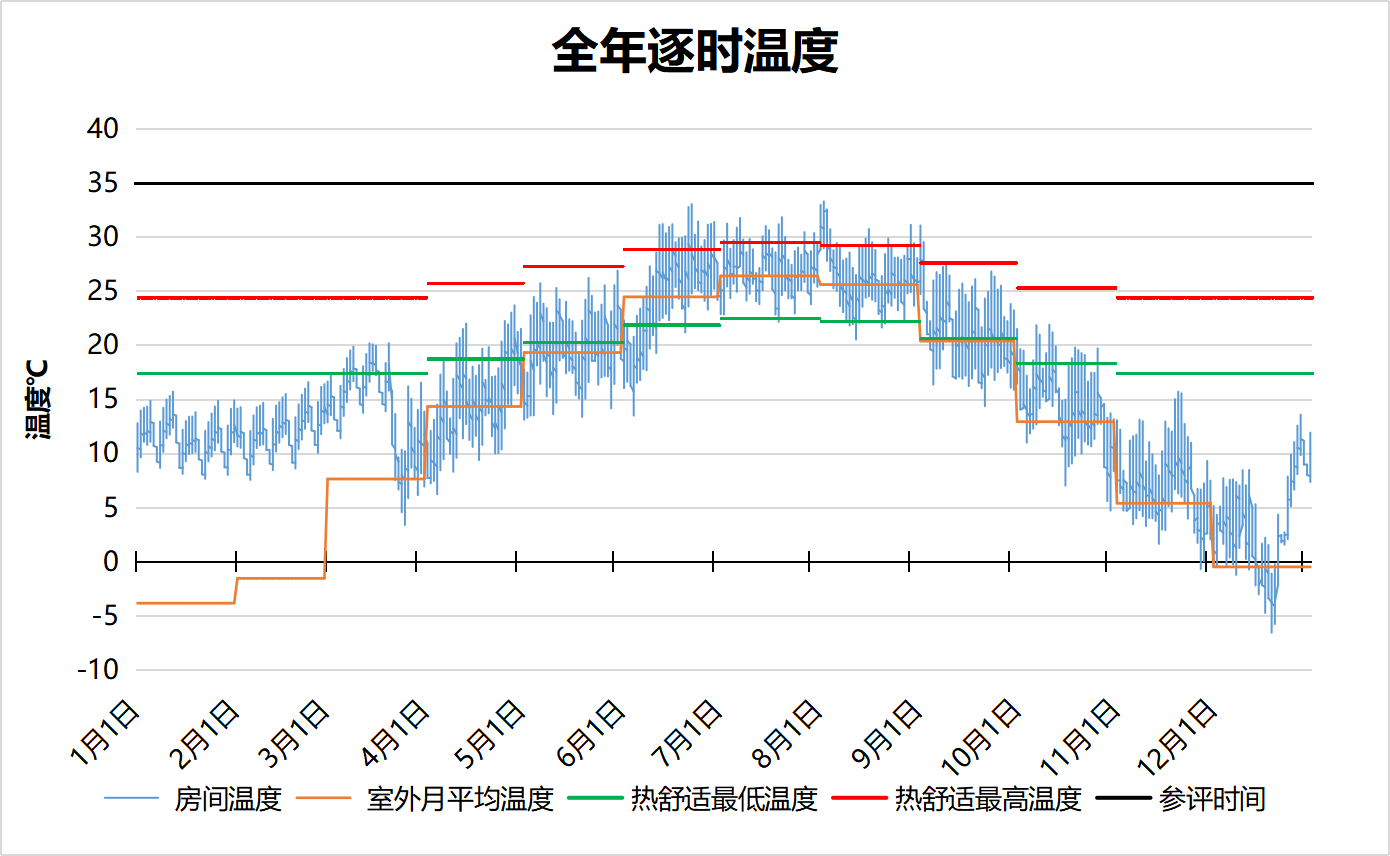 全年逐时温度
40
35
30
25
20
15
10
5
0
-5
-10
温度℃
1月1日
2月1日
3月1日
4月1日
5月1日
6月1日
7月1日
8月1日
9月1日
10月1日
11月1日
12月1日
房间温度 室外月平均温度 热舒适最低温度 热舒适最高温度 参评时间